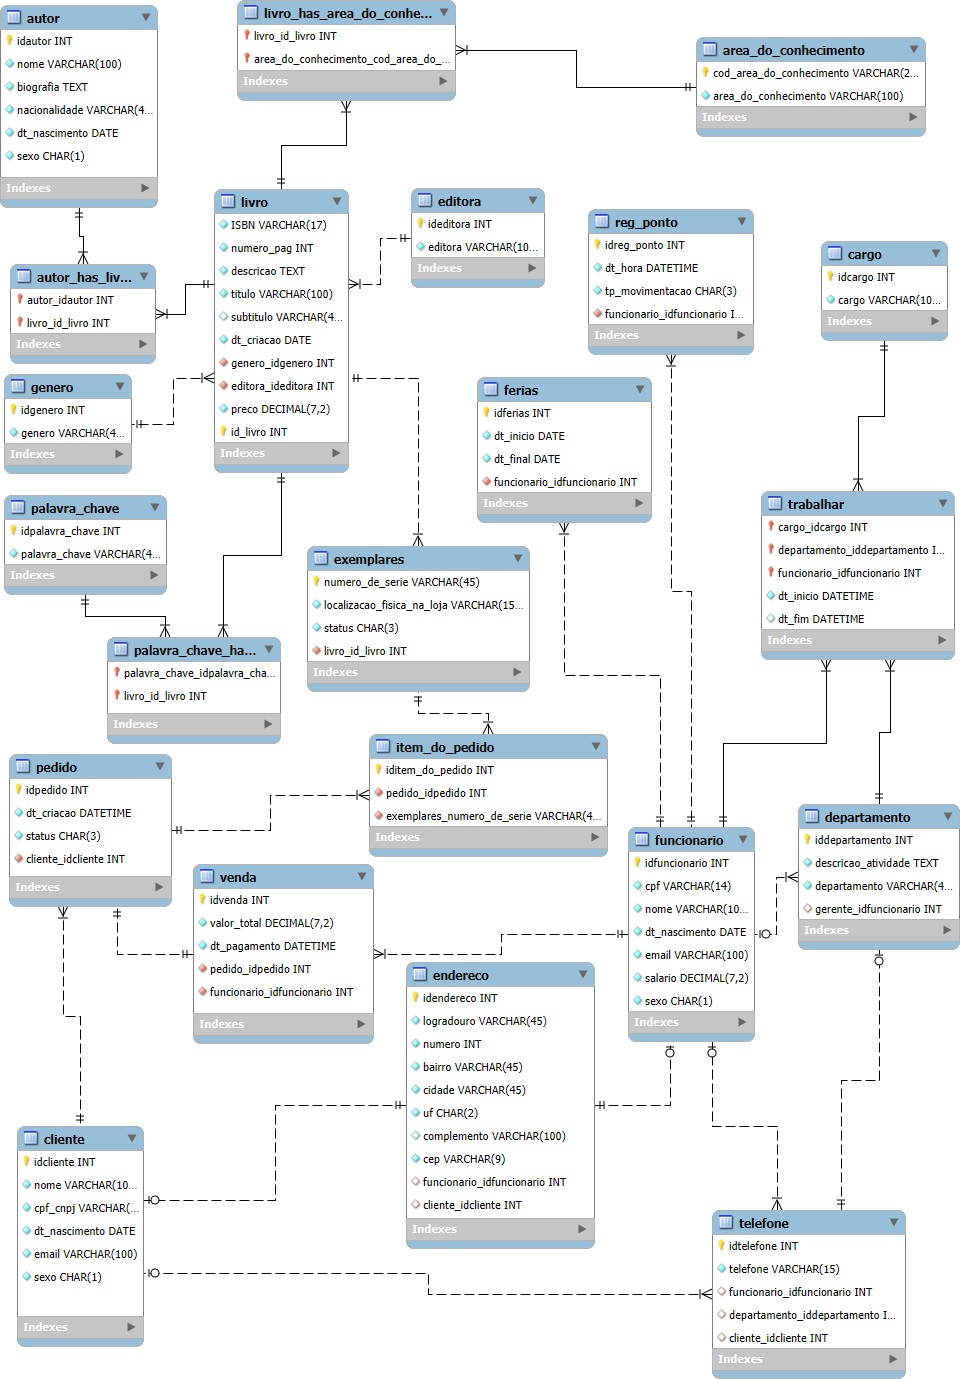 autor
idautor INT
nome VARCHAR(100)
biografia TEXT
nacionalidade VARCHAR(4...
dt_nascimento DATE
sexo CHAR(1)
Indexes
livro_has_area_do_conhe...
livro_id_livro INT
area_do_conhecimento_cod_area_do_...
Indexes
area_do_conhecimento
cod_area_do_conhecimento VARCHAR(2...
area_do_conhecimento VARCHAR(100)
Indexes
autor_has_liv...
autor_idautor INT
livro_id_livro INT
Indexes
livro
ISBN VARCHAR(17)
numero_pag INT
descricao TEXT
titulo VARCHAR(100)
subtitulo VARCHAR(4...
dt_criacao DATE
genero_idgenero INT
editora_ideditora INT
preco DECIMAL(7,2)
id_livro INT
Indexes
editora
ideditora INT
editora VARCHAR(10...
Indexes
reg_ponto
idreg_ponto INT
dt_hora DATETIME
tp_movimentacao CHAR(3)
funcionario_idfuncionario I...
Indexes
cargo
idcargo INT
cargo VARCHAR(10...
Indexes
genero
idgenero INT
genero VARCHAR(4...
Indexes
ferias
idferias INT
dt_inicio DATE
dt_final DATE
funcionario_idfuncionario INT
Indexes
palavra_chave
idpalavra_chave INT
palavra_chave VARCHAR(4...
Indexes
exemplares
numero_de_serie VARCHAR(45)
localizacao_fisica_na_loja VARCHAR(15...
status CHAR(3)
livro_id_livro INT
Indexes
trabalhar
cargo_idcargo INT
departamento_iddepartamento I...
funcionario_idfuncionario INT
dt_inicio DATETIME
dt_fim DATETIME
Indexes
palavra_chave_ha...
palavra_chave_idpalavra_cha...
livro_id_livro INT
Indexes
item_do_pedido
iditem_do_pedido INT
pedido_idpedido INT
exemplares_numero_de_serie VARCHAR(4...
Indexes
pedido
idpedido INT
dt_criacao DATETIME
status CHAR(3)
cliente_idcliente INT
Indexes
venda
idvenda INT
valor_total DECIMAL(7,2)
dt_pagamento DATETIME
pedido_idpedido INT
funcionario_idfuncionario INT
Indexes
funcionario
idfuncionario INT
cpf VARCHAR(14)
nome VARCHAR(10...
dt_nascimento DATE
email VARCHAR(100)
salario DECIMAL(7,2)
sexo CHAR(1)
Indexes
departamento
iddepartamento INT
descricao_atividade TEXT
departamento VARCHAR(4...
gerente_idfuncionario INT
Indexes
endereco
idendereco INT
logradouro VARCHAR(45)
numero INT
bairro VARCHAR(45)
cidade VARCHAR(45)
uf CHAR(2)
complemento VARCHAR(100)
cep VARCHAR(9)
funcionario_idfuncionario INT
cliente_idcliente INT
Indexes
cliente
idcliente INT
nome VARCHAR(10...
cpf_cnpj VARCHAR(...
dt_nascimento DATE
email VARCHAR(100)
sexo CHAR(1)
Indexes
telefone
idtelefone INT
telefone VARCHAR(15)
funcionario_idfuncionario INT
departamento_iddepartamento I...
cliente_idcliente INT
Indexes